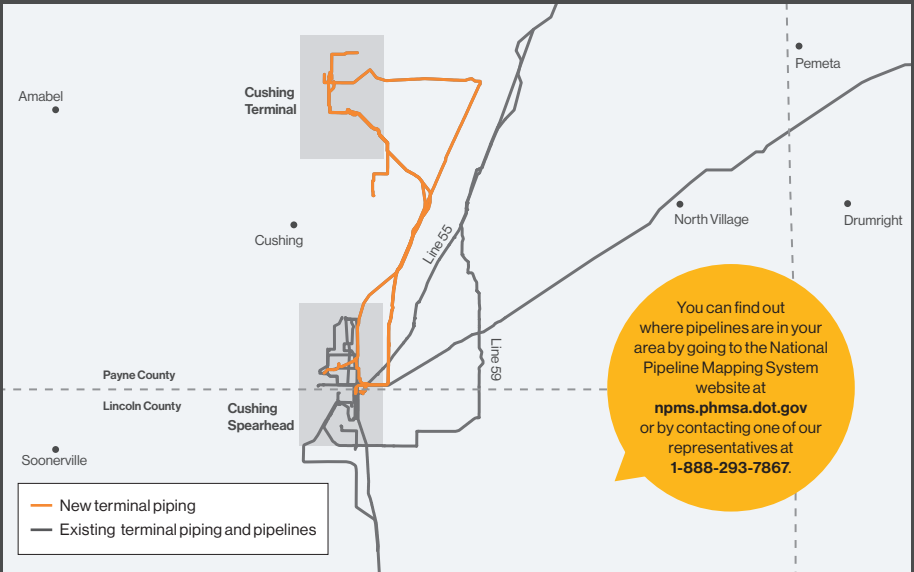 Pemeta
Amabel
Cushing
Terminal
North Village
Drumright
Cushing
Line 55
You can find out
where pipelines are in your
area by going to the National
Pipeline Mapping System
website at
npms.phmsa.dot.gov
or by contacting one of our
representatives at
1-888-293-7867.
Line 59
Payne County
Lincoln County
Cushing
Spearhead
Soonerville
New terminal piping
Existing terminal piping and pipelines